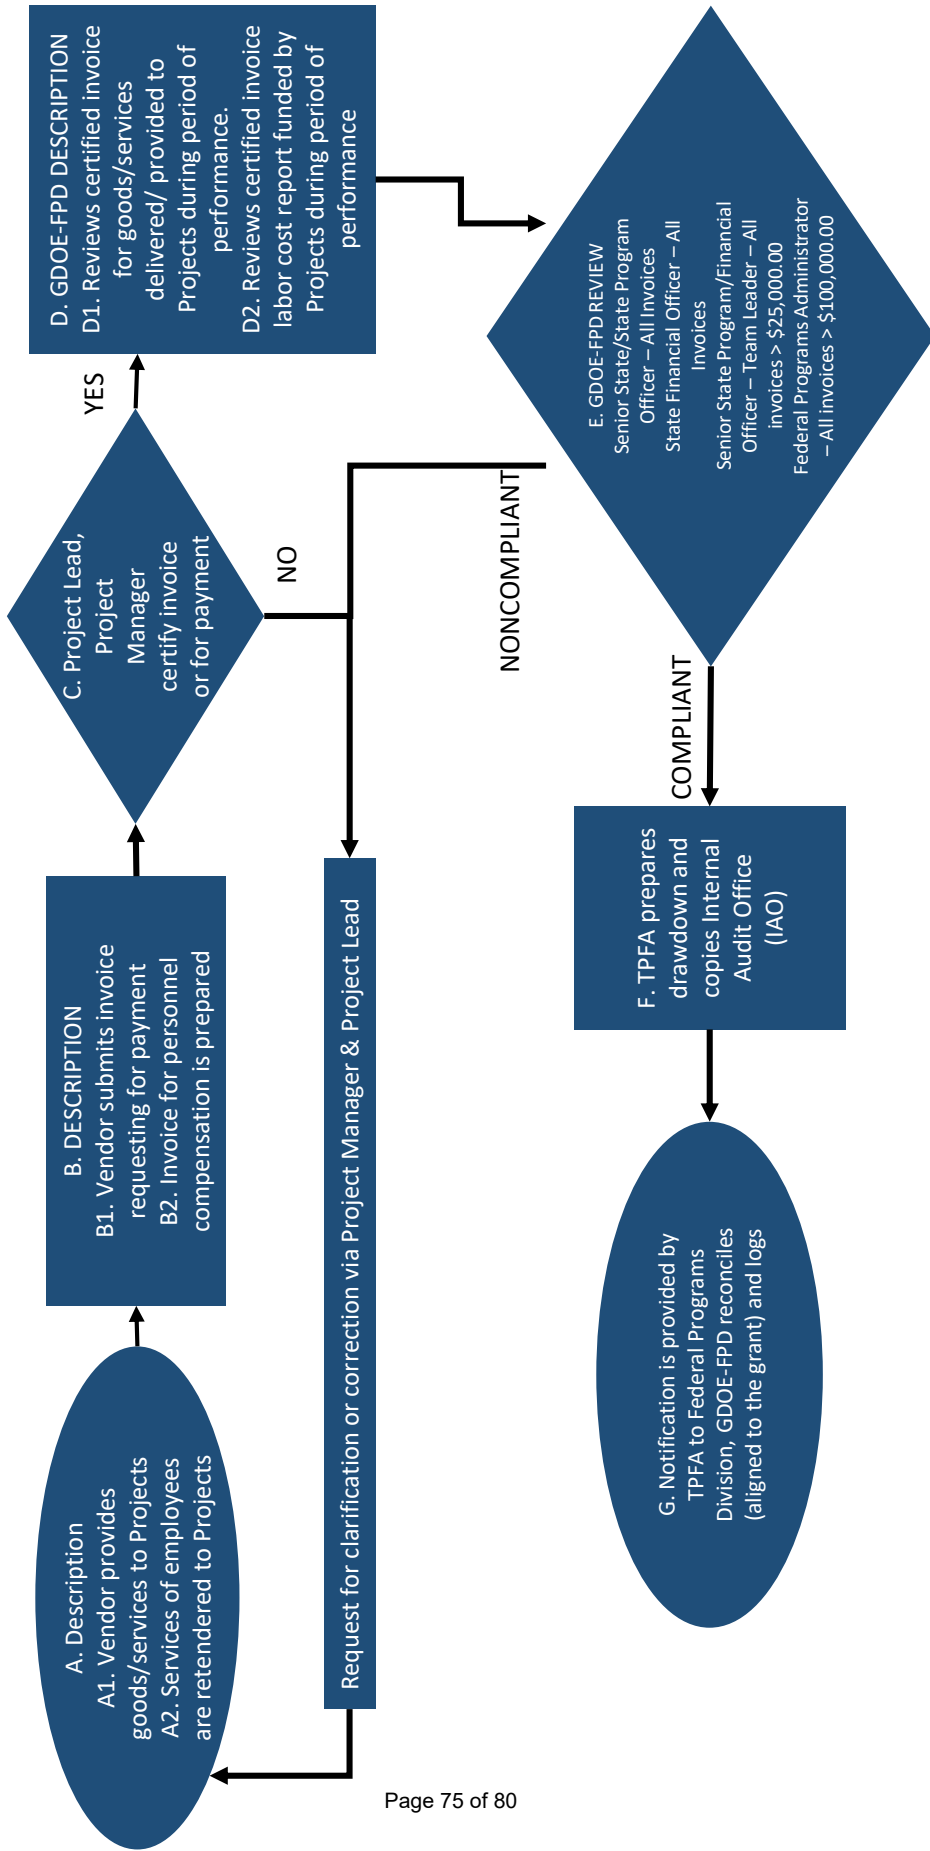 A. Description
A1. Vendor provides
goods/services to Projects
A2. Services of employees
are retendered to Projects
B. DESCRIPTION
B1. Vendor submits invoice
requesting for payment
B2. Invoice for personnel
compensation is prepared
C. Project Lead,
Project
Manager
certify invoice
or for payment
YES
NO
D. GDOE-FPD DESCRIPTION
D1. Reviews certified invoice
for goods/services
delivered/ provided to
Projects during period of
performance.
D2. Reviews certified invoice
labor cost report funded by
Projects during period of
performance
Request for clarification or correction via Project Manager & Project Lead
NONCOMPLIANT
E. GDOE-FPD REVIEW
Senior State/State Program
Officer – All Invoices
State Financial Officer – All
Invoices
Senior State Program/Financial
Officer – Team Leader – All
invoices > $25,000.00
Federal Programs Administrator
– All invoices > $100,000.00
COMPLIANT
F. TPFA prepares
drawdown and
copies Internal
Audit Office
(IAO)
G. Notification is provided by
TPFA to Federal Programs
Division, GDOE-FPD reconciles
(aligned to the grant) and logs
Page 75 of 80